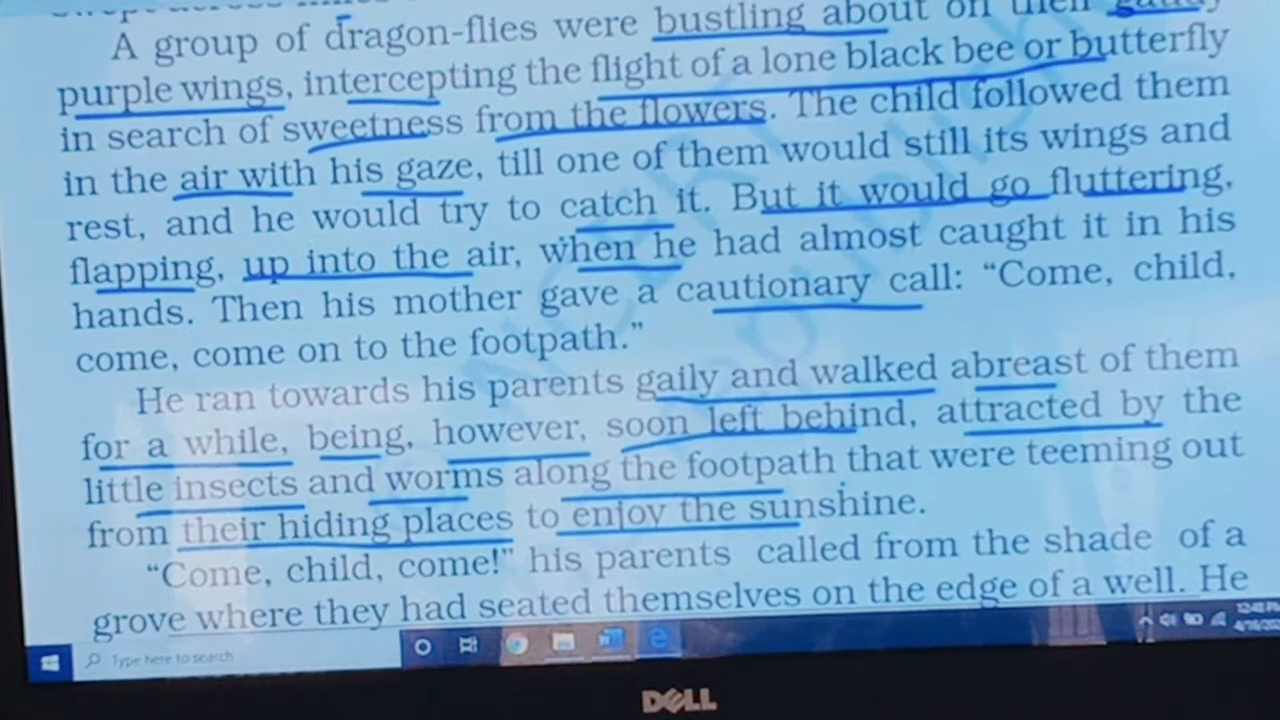 A group of dragon-flies were bustling about on their gaudy
purple wings, intercepting the flight of a lone black bee or butterfly
in search of sweetness from the flowers. The child followed them
in the air with his gaze, till one of them would still its wings and
rest, and he would try to catch it. But it would go fluttering,
flapping, up into the air, when he had almost caught it in his
hands. Then his mother gave a cautionary call: “Come, child,
come, come on to the footpath.”
He ran towards his parents gaily and walked abreast of them
for a while, being, however, soon left behind, attracted by the
little insects and worms along the footpath that were teeming out
from their hiding places to enjoy the sunshine.
“Come, child, come!” his parents called from the shade of a
grove where they had seated themselves on the edge of a well. He
Type here to search
DELL